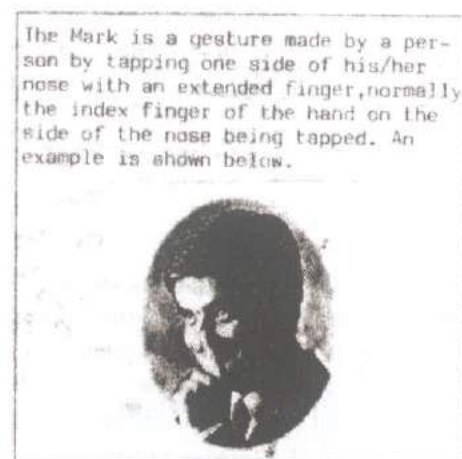 The Mark is a gesture made by a per-
son by tapping one side of his/her
nose with an extended finger,normally
the index finger of the hand on the
side of the nose being tapped. An
example is shown below.